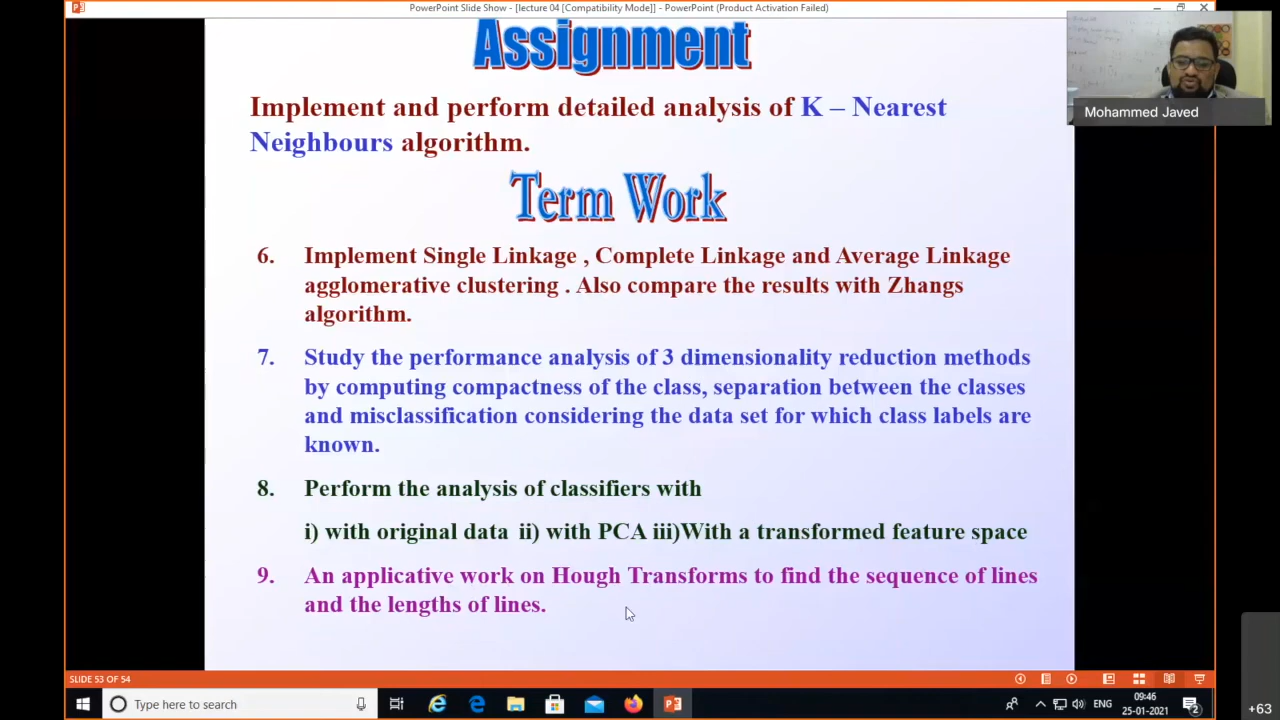 PowerPoint Slide Show - [lecture 04 [Compatibility Mode]] - PowerPoint (Product Activation Failed)
Assignment
Mohammed Javed
Implement and perform detailed analysis of K – Nearest
Neighbours algorithm.
Term Work
6. Implement Single Linkage , Complete Linkage and Average Linkage
agglomerative clustering . Also compare the results with Zhangs
algorithm.
7. Study the performance analysis of 3 dimensionality reduction methods
by computing compactness of the class, separation between the classes
and misclassification considering the data set for which class labels are
known.
8. Perform the analysis of classifiers with
i) with original data ii) with PCA iii)With a transformed feature space
9. An applicative work on Hough Transforms to find the sequence of lines
and the lengths of lines.
SLIDE 53 OF 54
Type here to search
ENG
09:46
25-01-2021
2
+63